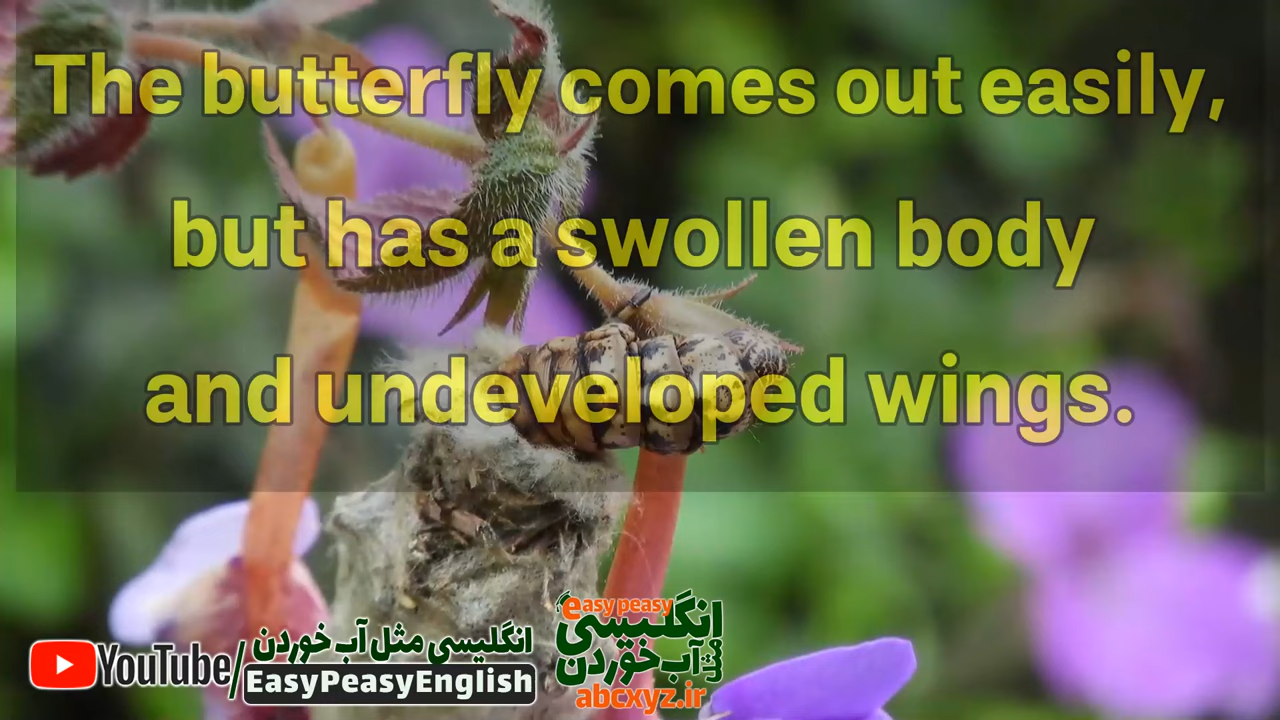 The butterfly comes out easily,
but has a swollen body
and undeveloped wings.
easy peasy
انگلیسی
مثل
آب خوردن
abcxyz.ir
YouTube/
انگلیسی مثل آب خوردن
EasyPeasyEnglish